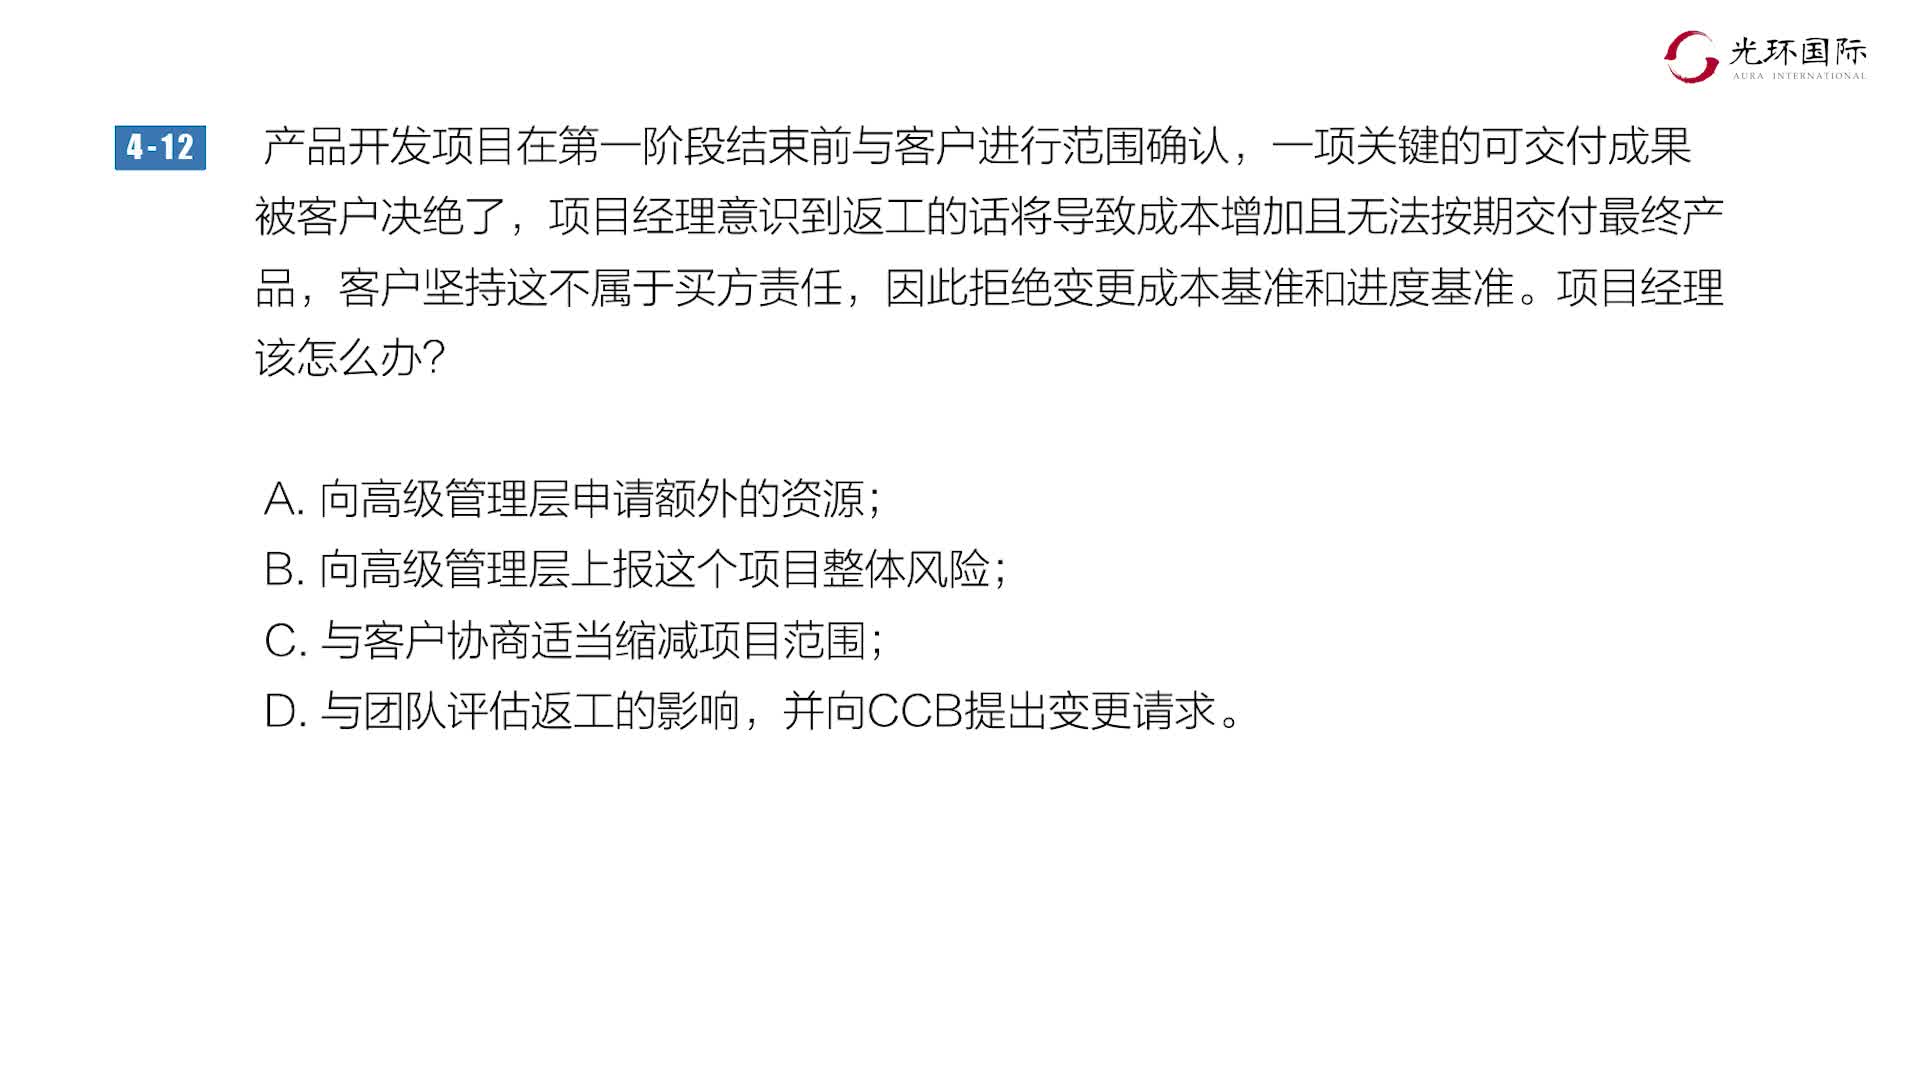 光环国际
AURA INTERNATIONAL
4-12 产品开发项目在第一阶段结束前与客户进行范围确认，一项关键的可交付成果
被客户决绝了，项目经理意识到返工的话将导致成本增加且无法按期交付最终产
品，客户坚持这不属于买方责任，因此拒绝变更成本基准和进度基准。项目经理
该怎么办？
A. 向高级管理层申请额外的资源；
B. 向高级管理层上报这个项目整体风险；
C. 与客户协商适当缩减项目范围；
D. 与团队评估返工的影响，并向CCB提出变更请求。